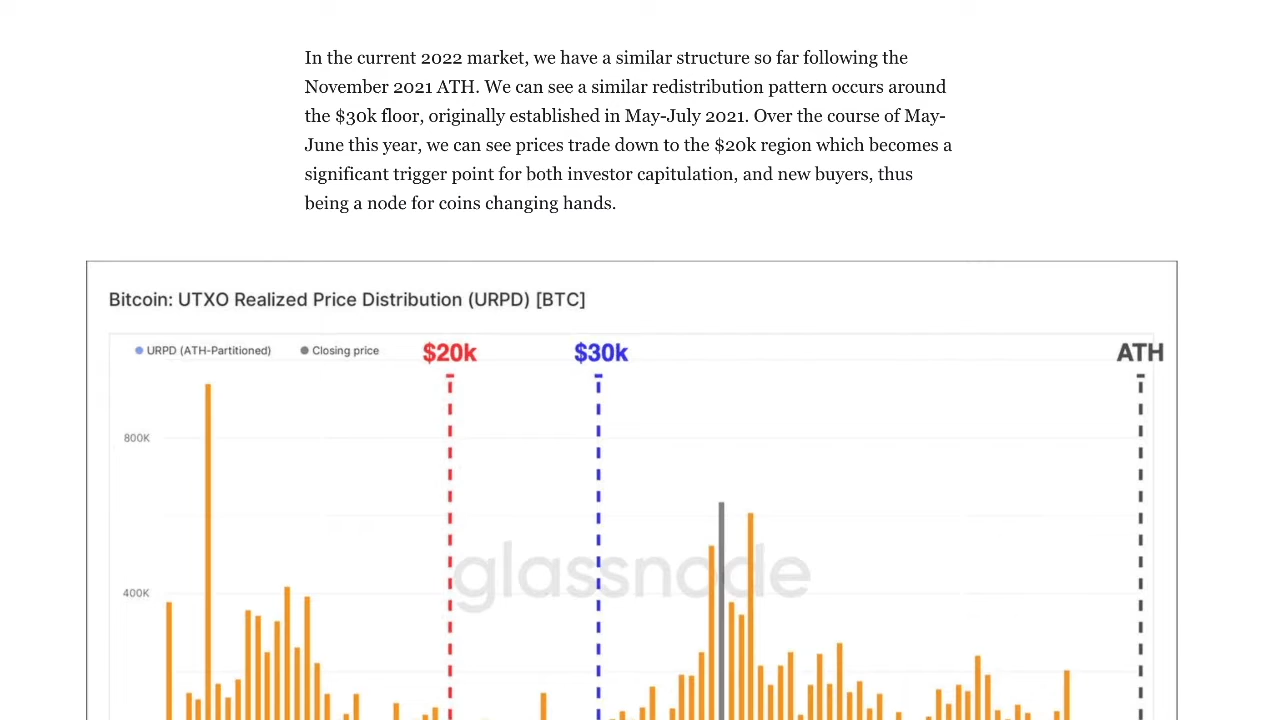 In the current 2022 market, we have a similar structure so far following the
November 2021 ATH. We can see a similar redistribution pattern occurs around
the $30k floor, originally established in May-July 2021. Over the course of May-
June this year, we can see prices trade down to the $20k region which becomes a
significant trigger point for both investor capitulation, and new buyers, thus
being a node for coins changing hands.
Bitcoin: UTXO Realized Price Distribution (URPD) [BTC]
URPD (ATH-Partitioned) Closing price $20k $30k ATH
800K
glassnode
400K